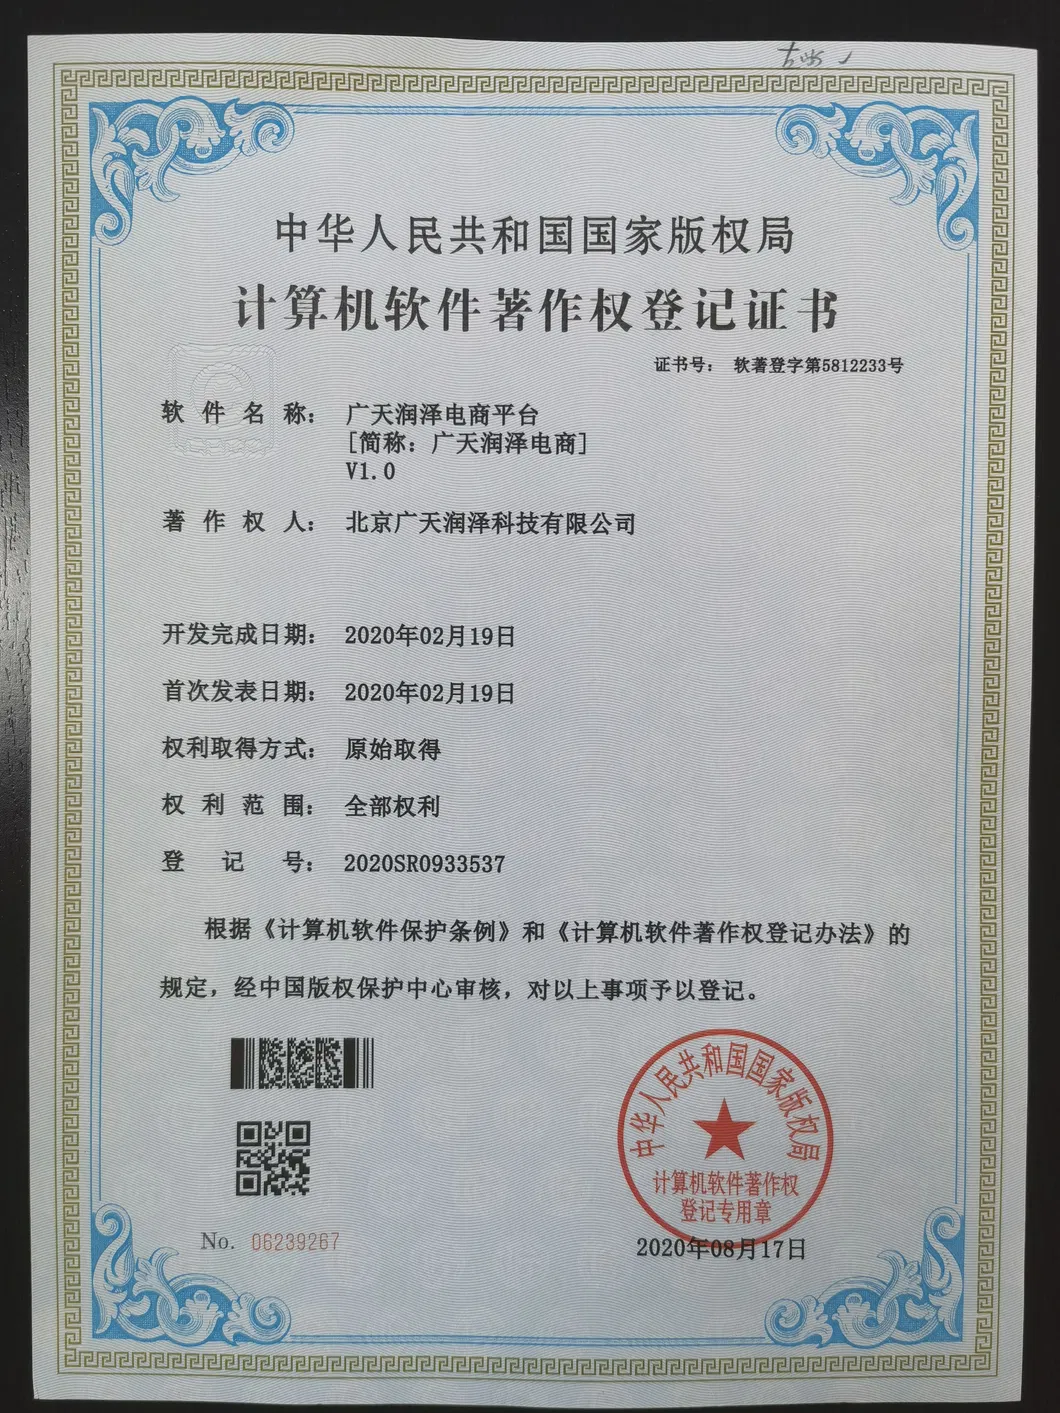 中华人民共和国国家版权局
计算机软件著作权登记证书
证书号： 软著登字第5812233号
软件名称： 广天润泽电商平台
[简称：广天润泽电商]
V1.0
著作权人： 北京广天润泽科技有限公司
开发完成日期： 2020年02月19日
首次发表日期： 2020年02月19日
权利取得方式： 原始取得
权利范围： 全部权利
登记号： 2020SR0933537
根据《计算机软件保护条例》和《计算机软件著作权登记办法》的
规定，经中国版权保护中心审核，对以上事项予以登记。
中华人民共和国国家版权局
计算机软件著作权
登记专用章
No. 06239267
2020年08月17日